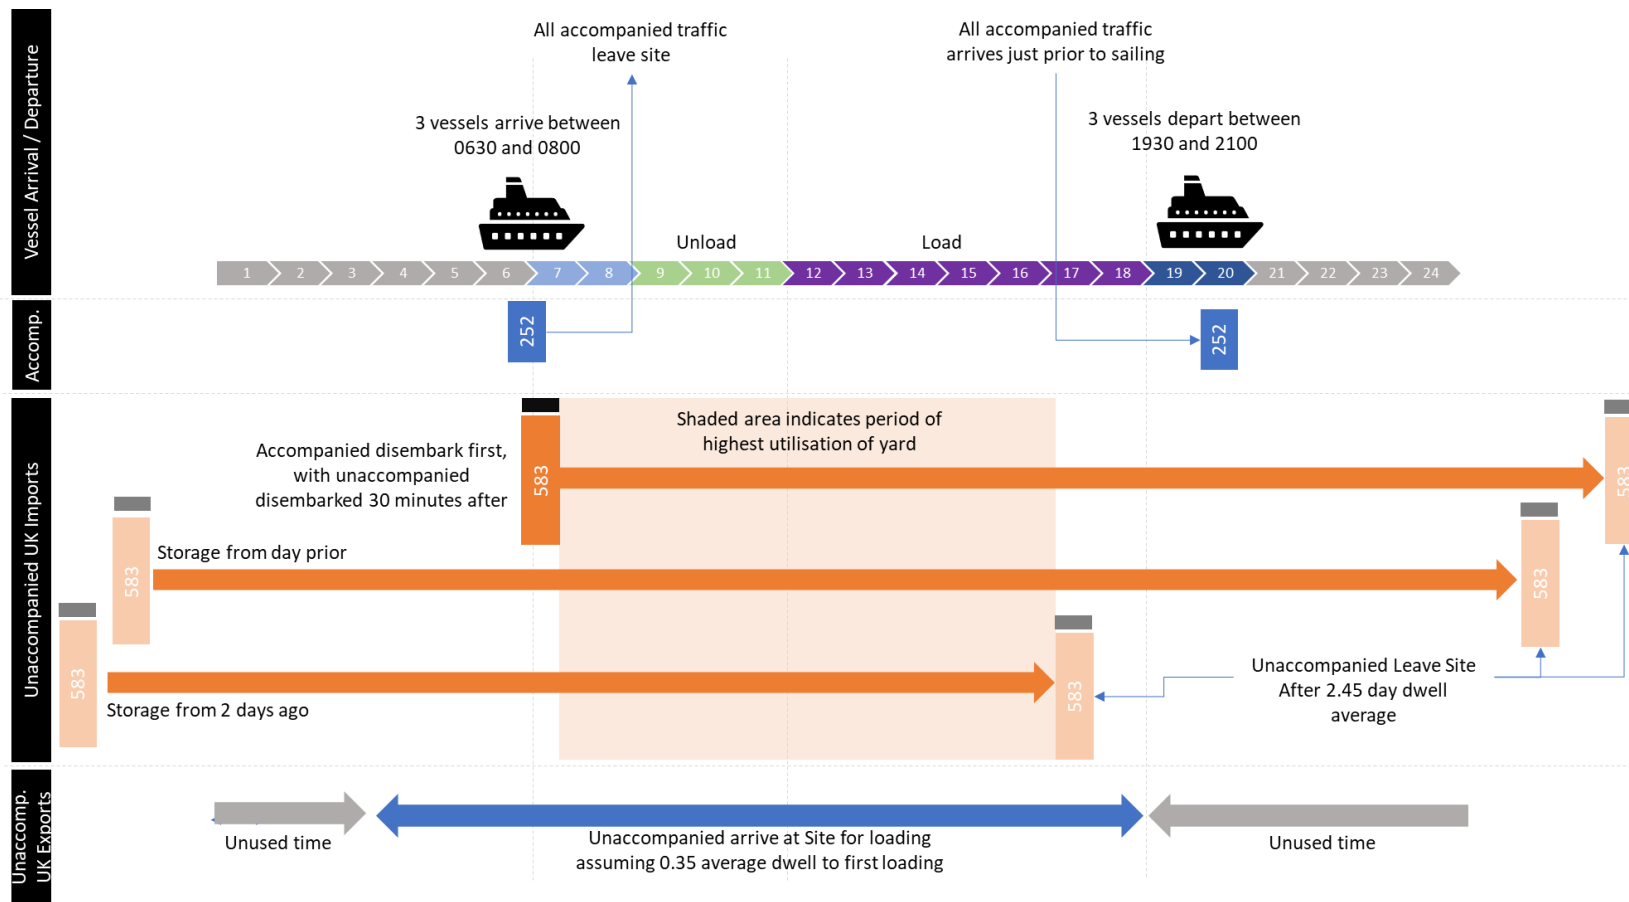 Vessel Arrival / Departure
All accompanied traffic
leave site
All accompanied traffic
arrives just prior to sailing
3 vessels arrive between
0630 and 0800
3 vessels depart between
1930 and 2100
Unload
Load
1 2 3 4 5 6 7 8 9 10 11 12 13 14 15 16 17 18 19 20 21 22 23 24
Accomp.
252
252
Unaccompanied UK Imports
Shaded area indicates period of
highest utilisation of yard
Accompanied disembark first,
with unaccompanied
disembarked 30 minutes after
583
583
Storage from day prior
583
583
Storage from 2 days ago
583
583
Unaccompanied Leave Site
After 2.45 day dwell
average
Unaccomp.
UK Exports
Unused time
Unaccompanied arrive at Site for loading
assuming 0.35 average dwell to first loading
Unused time